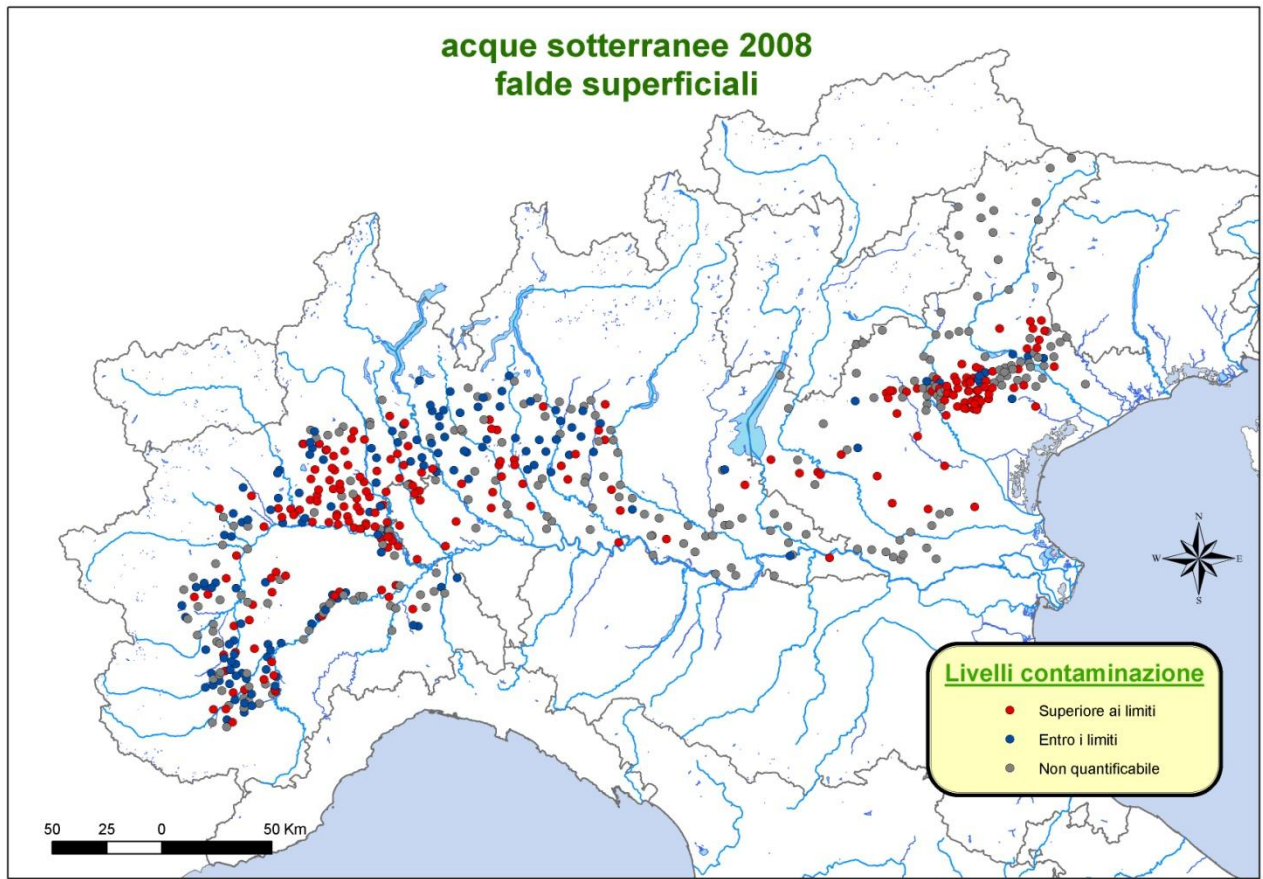 acque sotterranee 2008
falde superficiali
N
W
E
S
Livelli contaminazione
Superiore ai limiti
Entro i limiti
Non quantificabile
50 25 0 50 Km